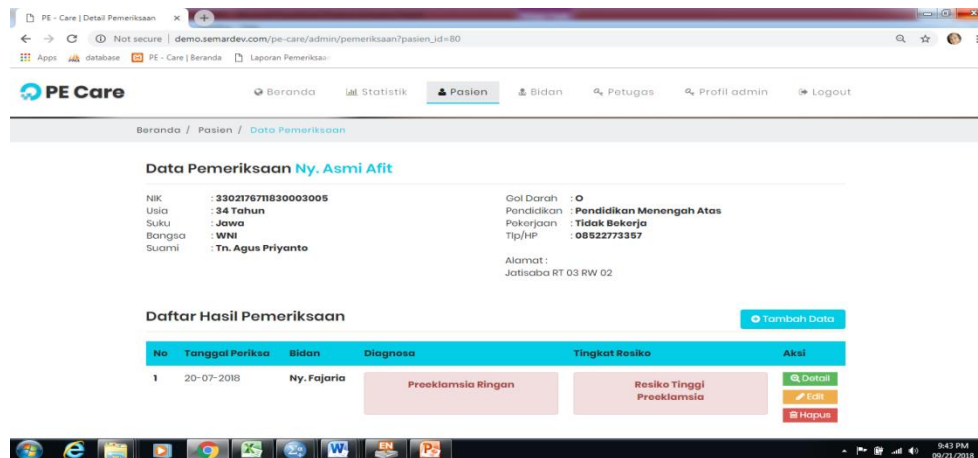 PE - Care | Detail Pemeriksaan
Not secure | demo.semardev.com/pe-care/admin/pemeriksaan?pasien_id=80
Apps database PE - Care | Beranda Laporan Pemeriksaan
PE Care Beranda Statistik Pasien Bidan Petugas Profil admin Logout
Beranda / Pasien / Data Pemeriksaan
Data Pemeriksaan Ny. Asmi Afit
NIK : 3302176711830003005
Usia : 34 Tahun
Suku : Jawa
Bangsa : WNI
Suami : Tn. Agus Priyanto
Gol Darah : O
Pendidikan : Pendidikan Menengah Atas
Pekerjaan : Tidak Bekerja
Tlp/HP : 08522773357
Alamat :
Jatisaba RT 03 RW 02
Daftar Hasil Pemeriksaan
Tambah Data
No Tanggal Periksa Bidan Diagnosa Tingkat Resiko Aksi
1 20-07-2018 Ny. Fajaria Preeklamsia Ringan Resiko Tinggi
Preeklamsia
Detail
Edit
Hapus
EN
9:43 PM
09/21/2018